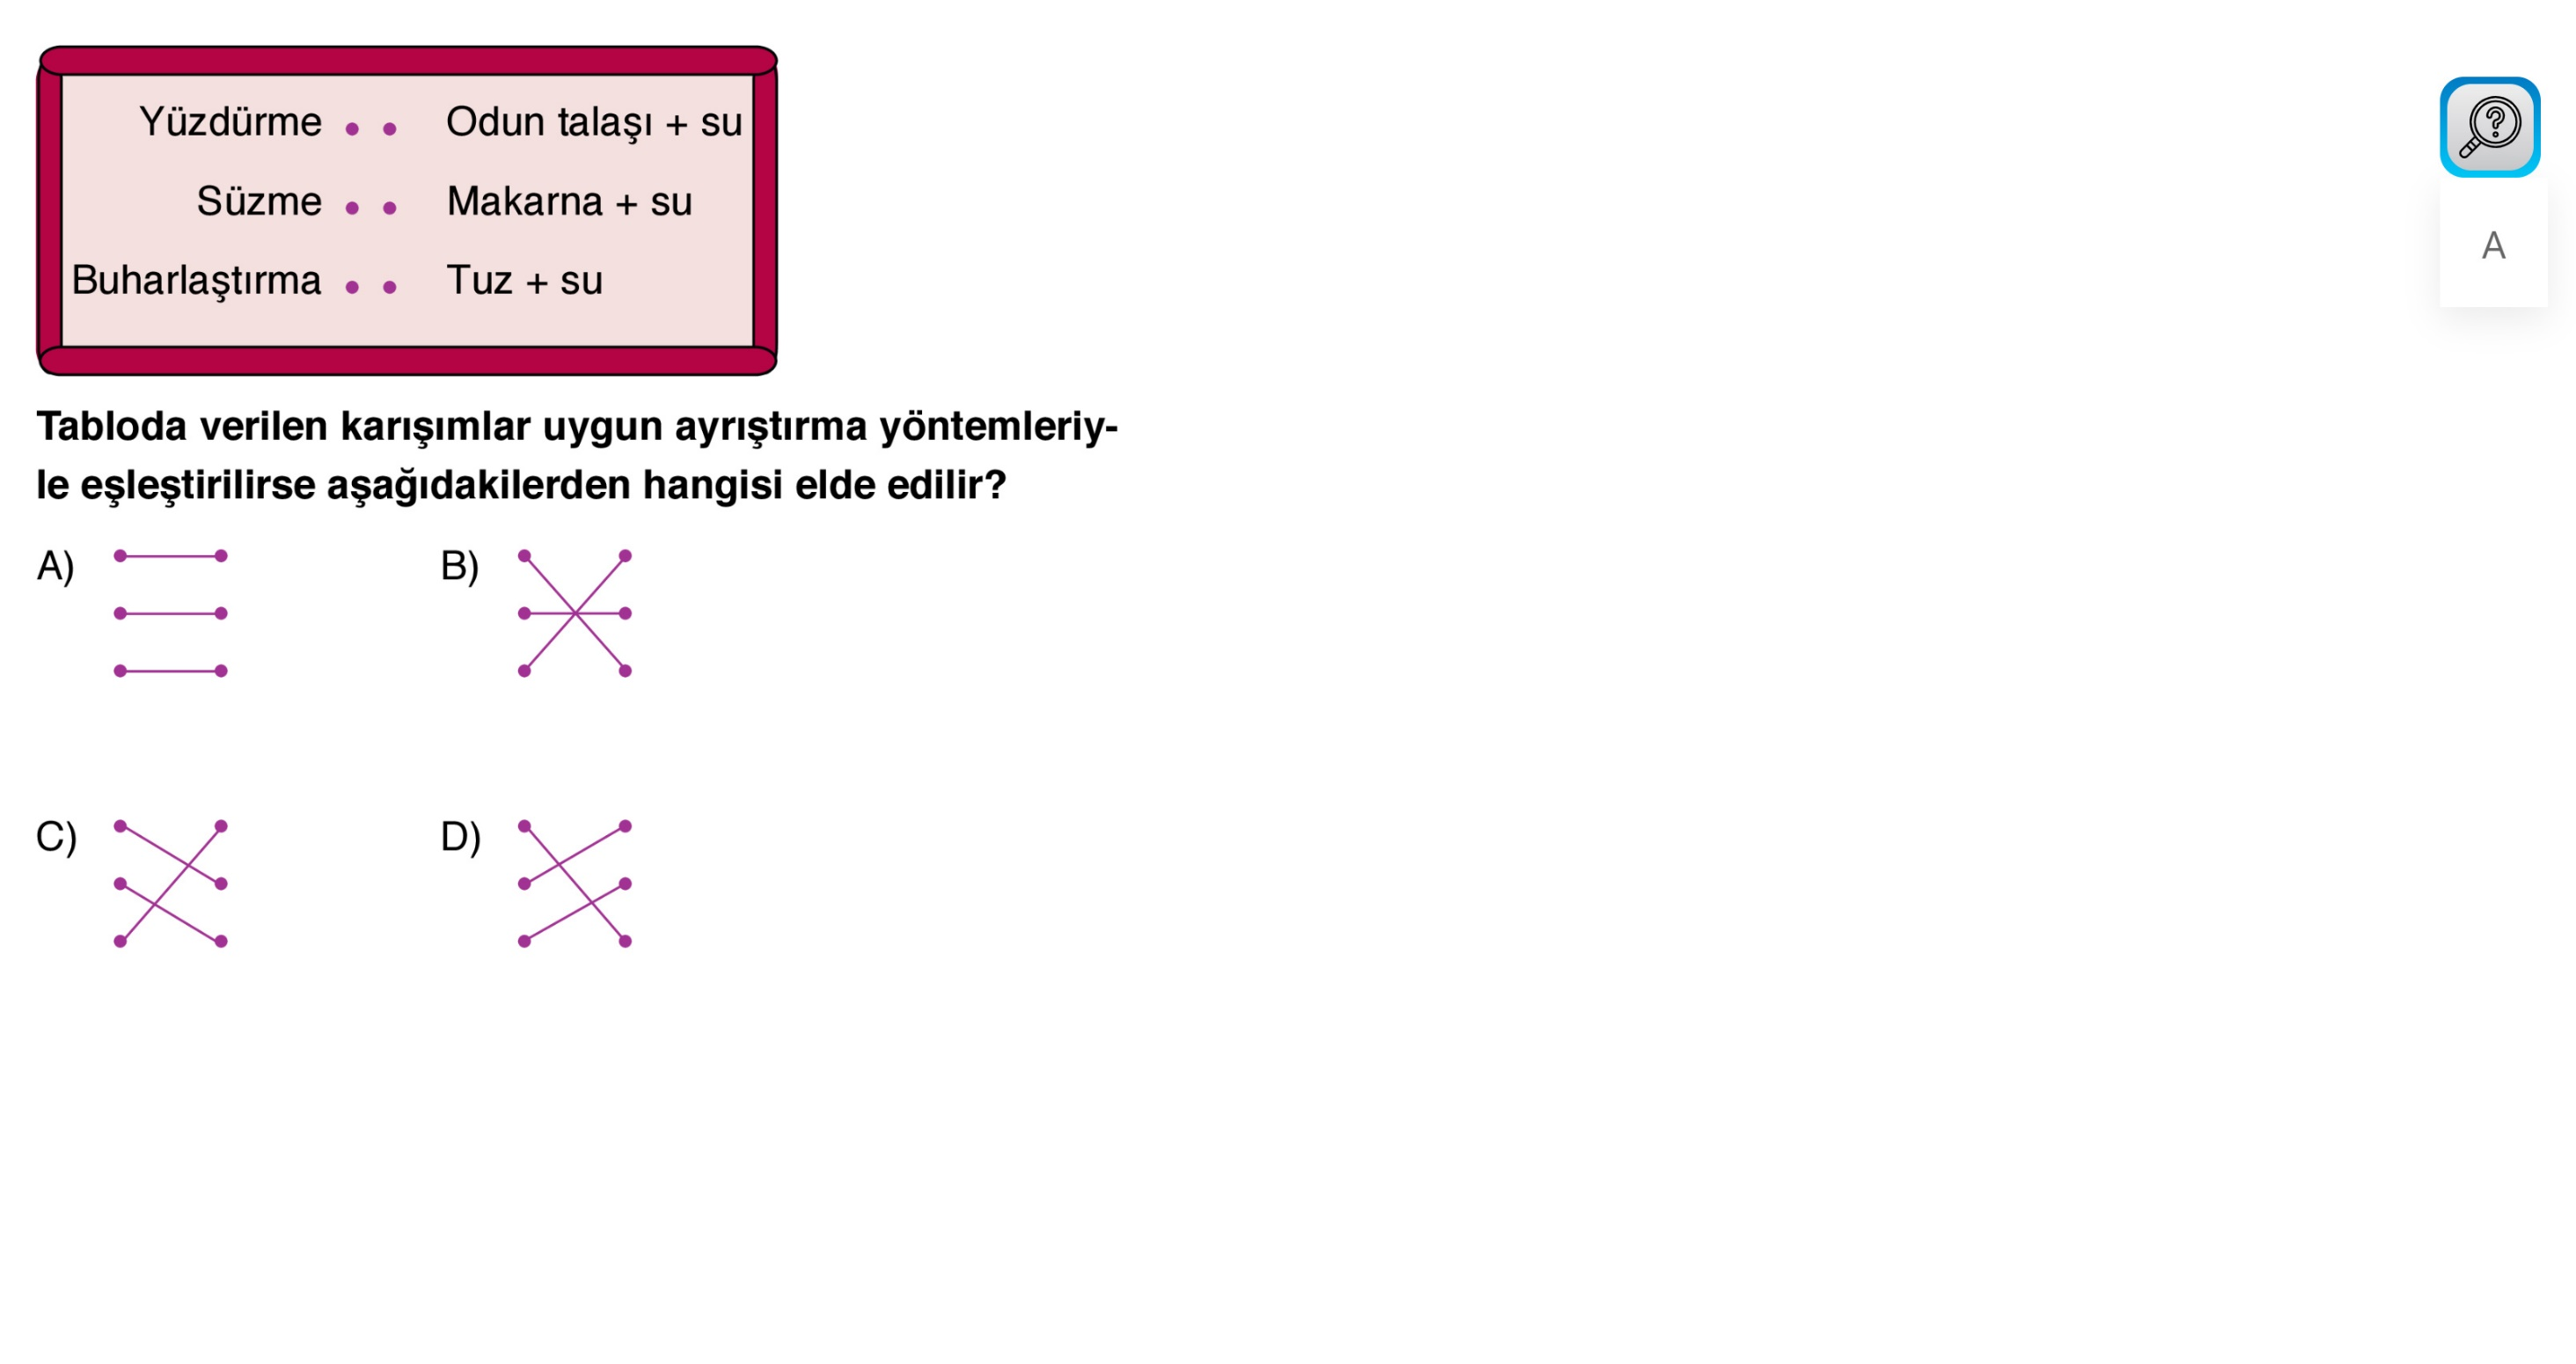 Yüzdürme • • Odun talaşı + su
Süzme • • Makarna + su
Buharlaştırma • • Tuz + su
Tabloda verilen karışımlar uygun ayrıştırma yöntemleriy-
le eşleştirilirse aşağıdakilerden hangisi elde edilir?
A) B)
C) D)
?
A